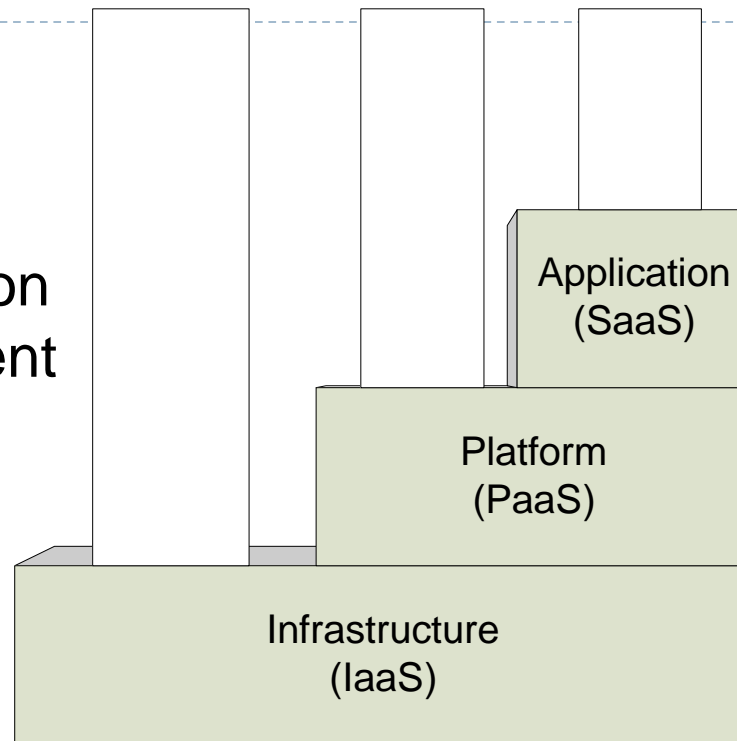 on
ent
Application
(SaaS)
Platform
(PaaS)
Infrastructure
(IaaS)